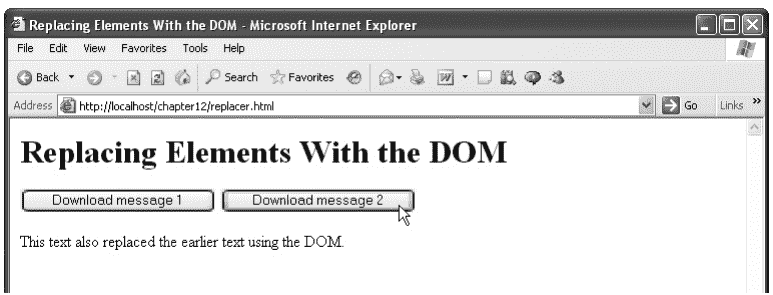 Replacing Elements With the DOM - Microsoft Internet Explorer
File Edit View Favorites Tools Help
Back Search Favorites
Address http://localhost/chapter12/replacer.html Go Links »
Replacing Elements With the DOM
Download message 1 Download message 2
This text also replaced the earlier text using the DOM.